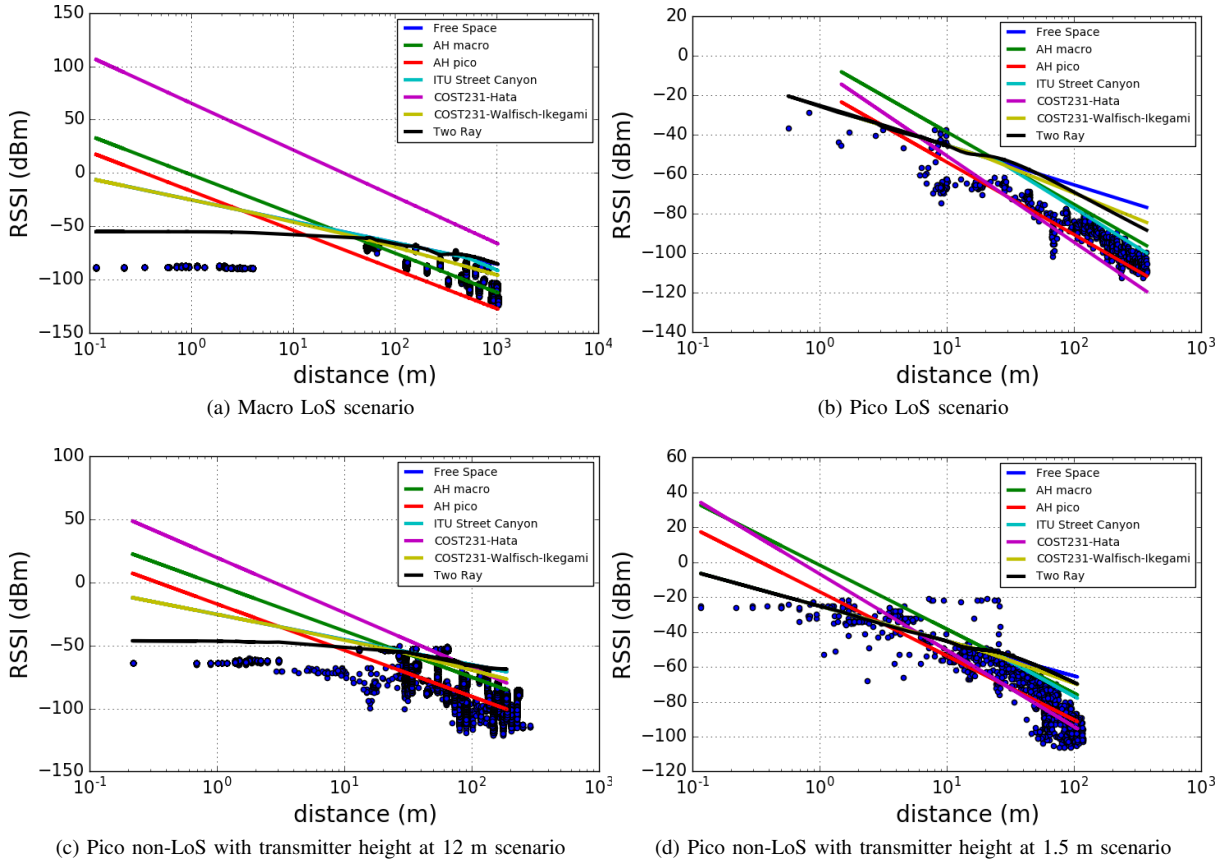 150
100
50
0
−50
−100
−150
RSSI (dBm)
10^-1
10^0
10^1
10^2
10^3
10^4
distance (m)
Free Space
AH macro
AH pico
ITU Street Canyon
COST231-Hata
COST231-Walfisch-Ikegami
Two Ray
(a) Macro LoS scenario
20
0
−20
−40
−60
−80
−100
−120
−140
RSSI (dBm)
10^-1
10^0
10^1
10^2
10^3
distance (m)
Free Space
AH macro
AH pico
ITU Street Canyon
COST231-Hata
COST231-Walfisch-Ikegami
Two Ray
(b) Pico LoS scenario
100
50
0
−50
−100
−150
RSSI (dBm)
10^-1
10^0
10^1
10^2
10^3
distance (m)
Free Space
AH macro
AH pico
ITU Street Canyon
COST231-Hata
COST231-Walfisch-Ikegami
Two Ray
(c) Pico non-LoS with transmitter height at 12 m scenario
60
40
20
0
−20
−40
−60
−80
−100
−120
RSSI (dBm)
10^-1
10^0
10^1
10^2
10^3
distance (m)
Free Space
AH macro
AH pico
ITU Street Canyon
COST231-Hata
COST231-Walfisch-Ikegami
Two Ray
(d) Pico non-LoS with transmitter height at 1.5 m scenario